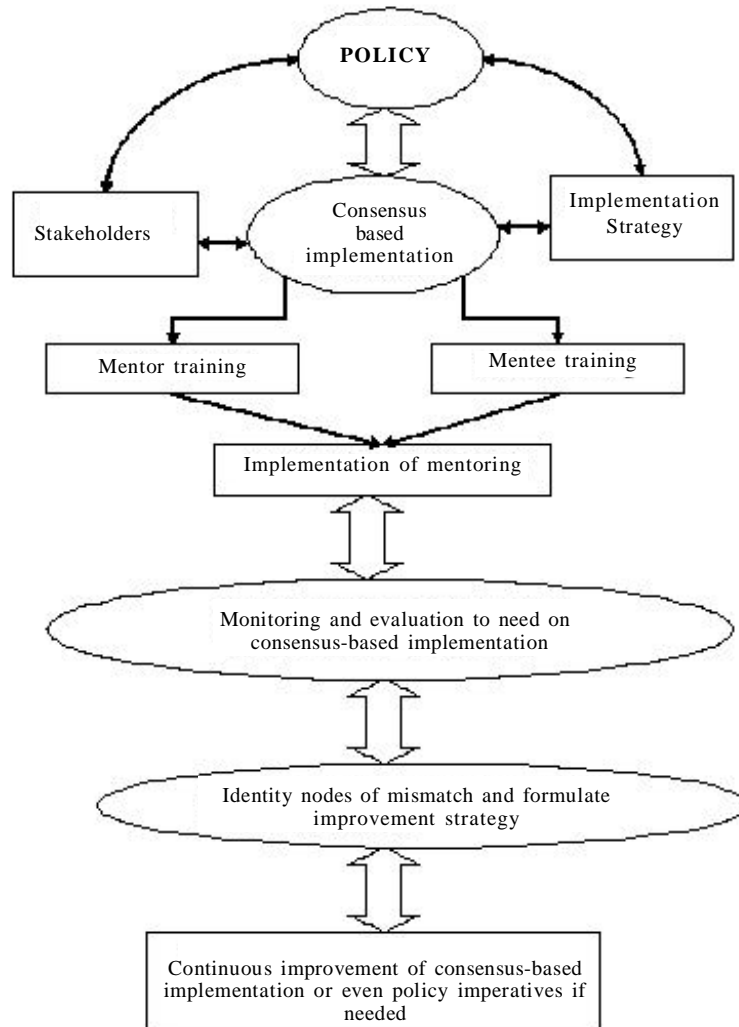 POLICY
Stakeholders
Consensus
based
implementation
Implementation
Strategy
Mentor training
Mentee training
Implementation of mentoring
Monitoring and evaluation to need on
consensus-based implementation
Identity nodes of mismatch and formulate
improvement strategy
Continuous improvement of consensus-based
implementation or even policy imperatives if
needed